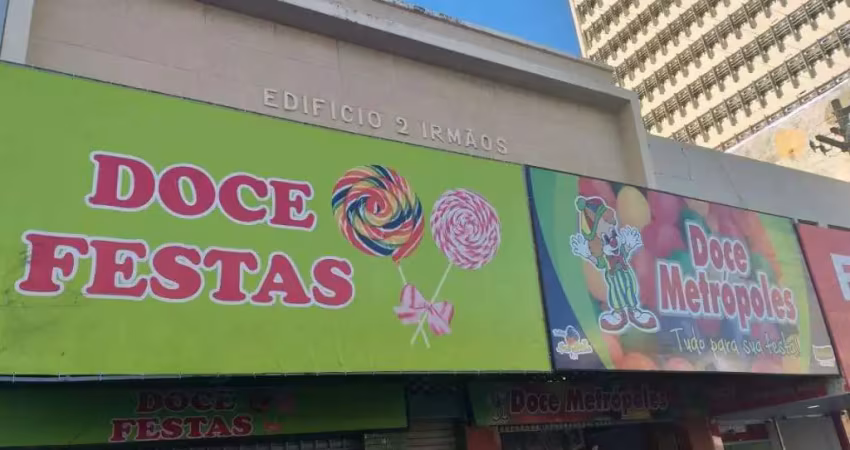 EDIFICIO 2 IRMÃOS
DOCE
FESTAS
Doce
Metrópoles
Tudo para sua festa!
DOCE
FESTAS
Doce Metrópoles